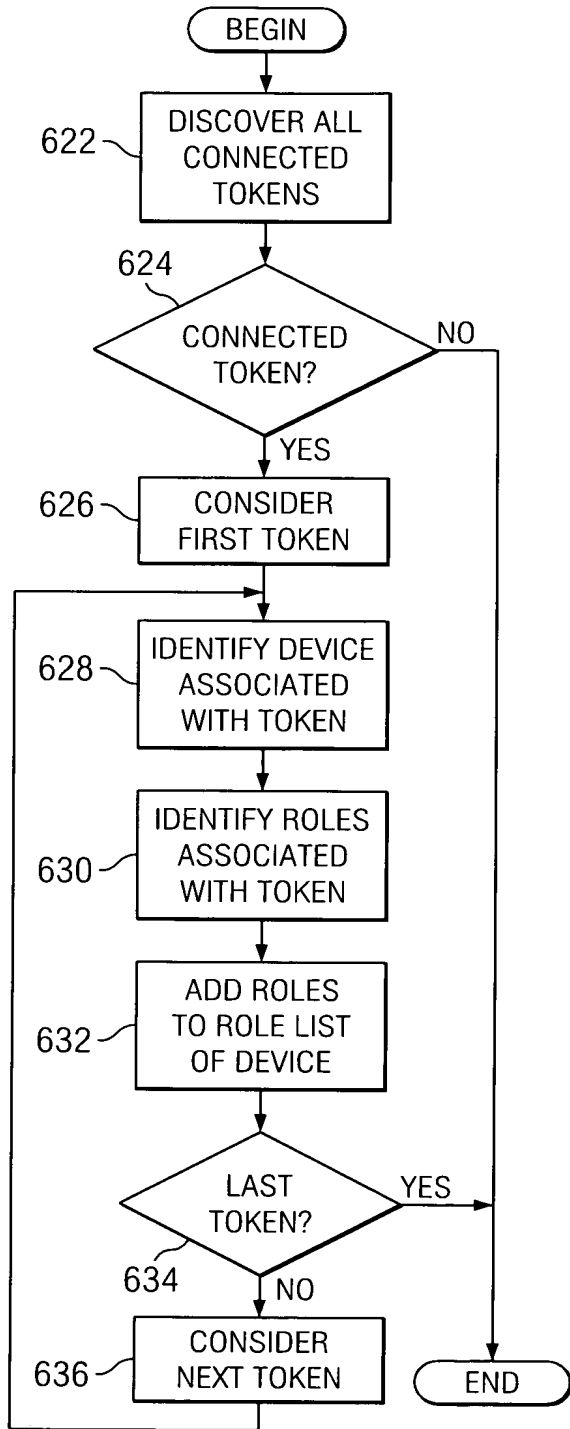 BEGIN
622
DISCOVER ALL
CONNECTED
TOKENS
624
CONNECTED
TOKEN?
NO
YES
626
CONSIDER
FIRST TOKEN
628
IDENTIFY DEVICE
ASSOCIATED
WITH TOKEN
630
IDENTIFY ROLES
ASSOCIATED
WITH TOKEN
632
ADD ROLES
TO ROLE LIST
OF DEVICE
LAST
TOKEN?
YES
634
NO
636
CONSIDER
NEXT TOKEN
END